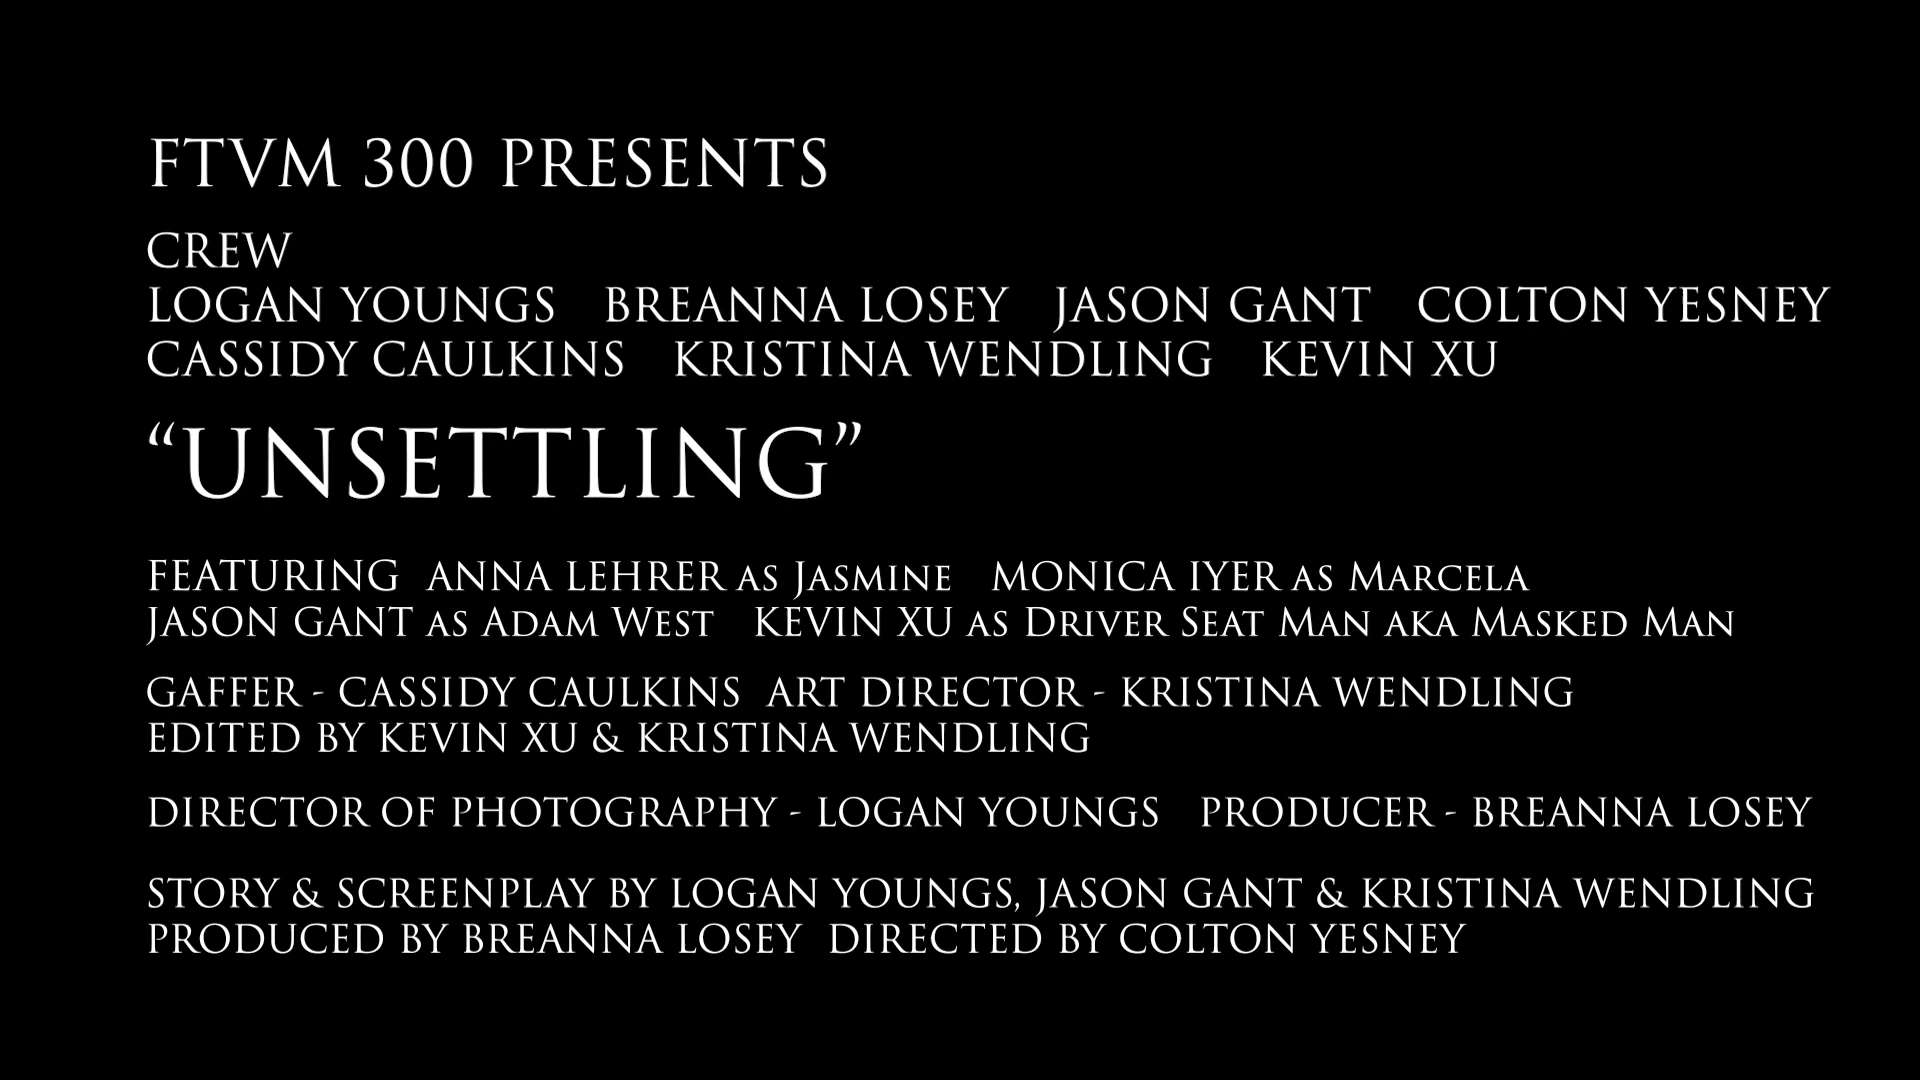 FTVM 300 PRESENTS
CREW
LOGAN YOUNGS BREANNA LOSEY JASON GANT COLTON YESNEY
CASSIDY CAULKINS KRISTINA WENDLING KEVIN XU
“UNSETTLING”
FEATURING ANNA LEHRER AS JASMINE MONICA IYER AS MARCELA
JASON GANT AS ADAM WEST KEVIN XU AS DRIVER SEAT MAN AKA MASKED MAN
GAFFER - CASSIDY CAULKINS ART DIRECTOR - KRISTINA WENDLING
EDITED BY KEVIN XU & KRISTINA WENDLING
DIRECTOR OF PHOTOGRAPHY - LOGAN YOUNGS PRODUCER - BREANNA LOSEY
STORY & SCREENPLAY BY LOGAN YOUNGS, JASON GANT & KRISTINA WENDLING
PRODUCED BY BREANNA LOSEY DIRECTED BY COLTON YESNEY